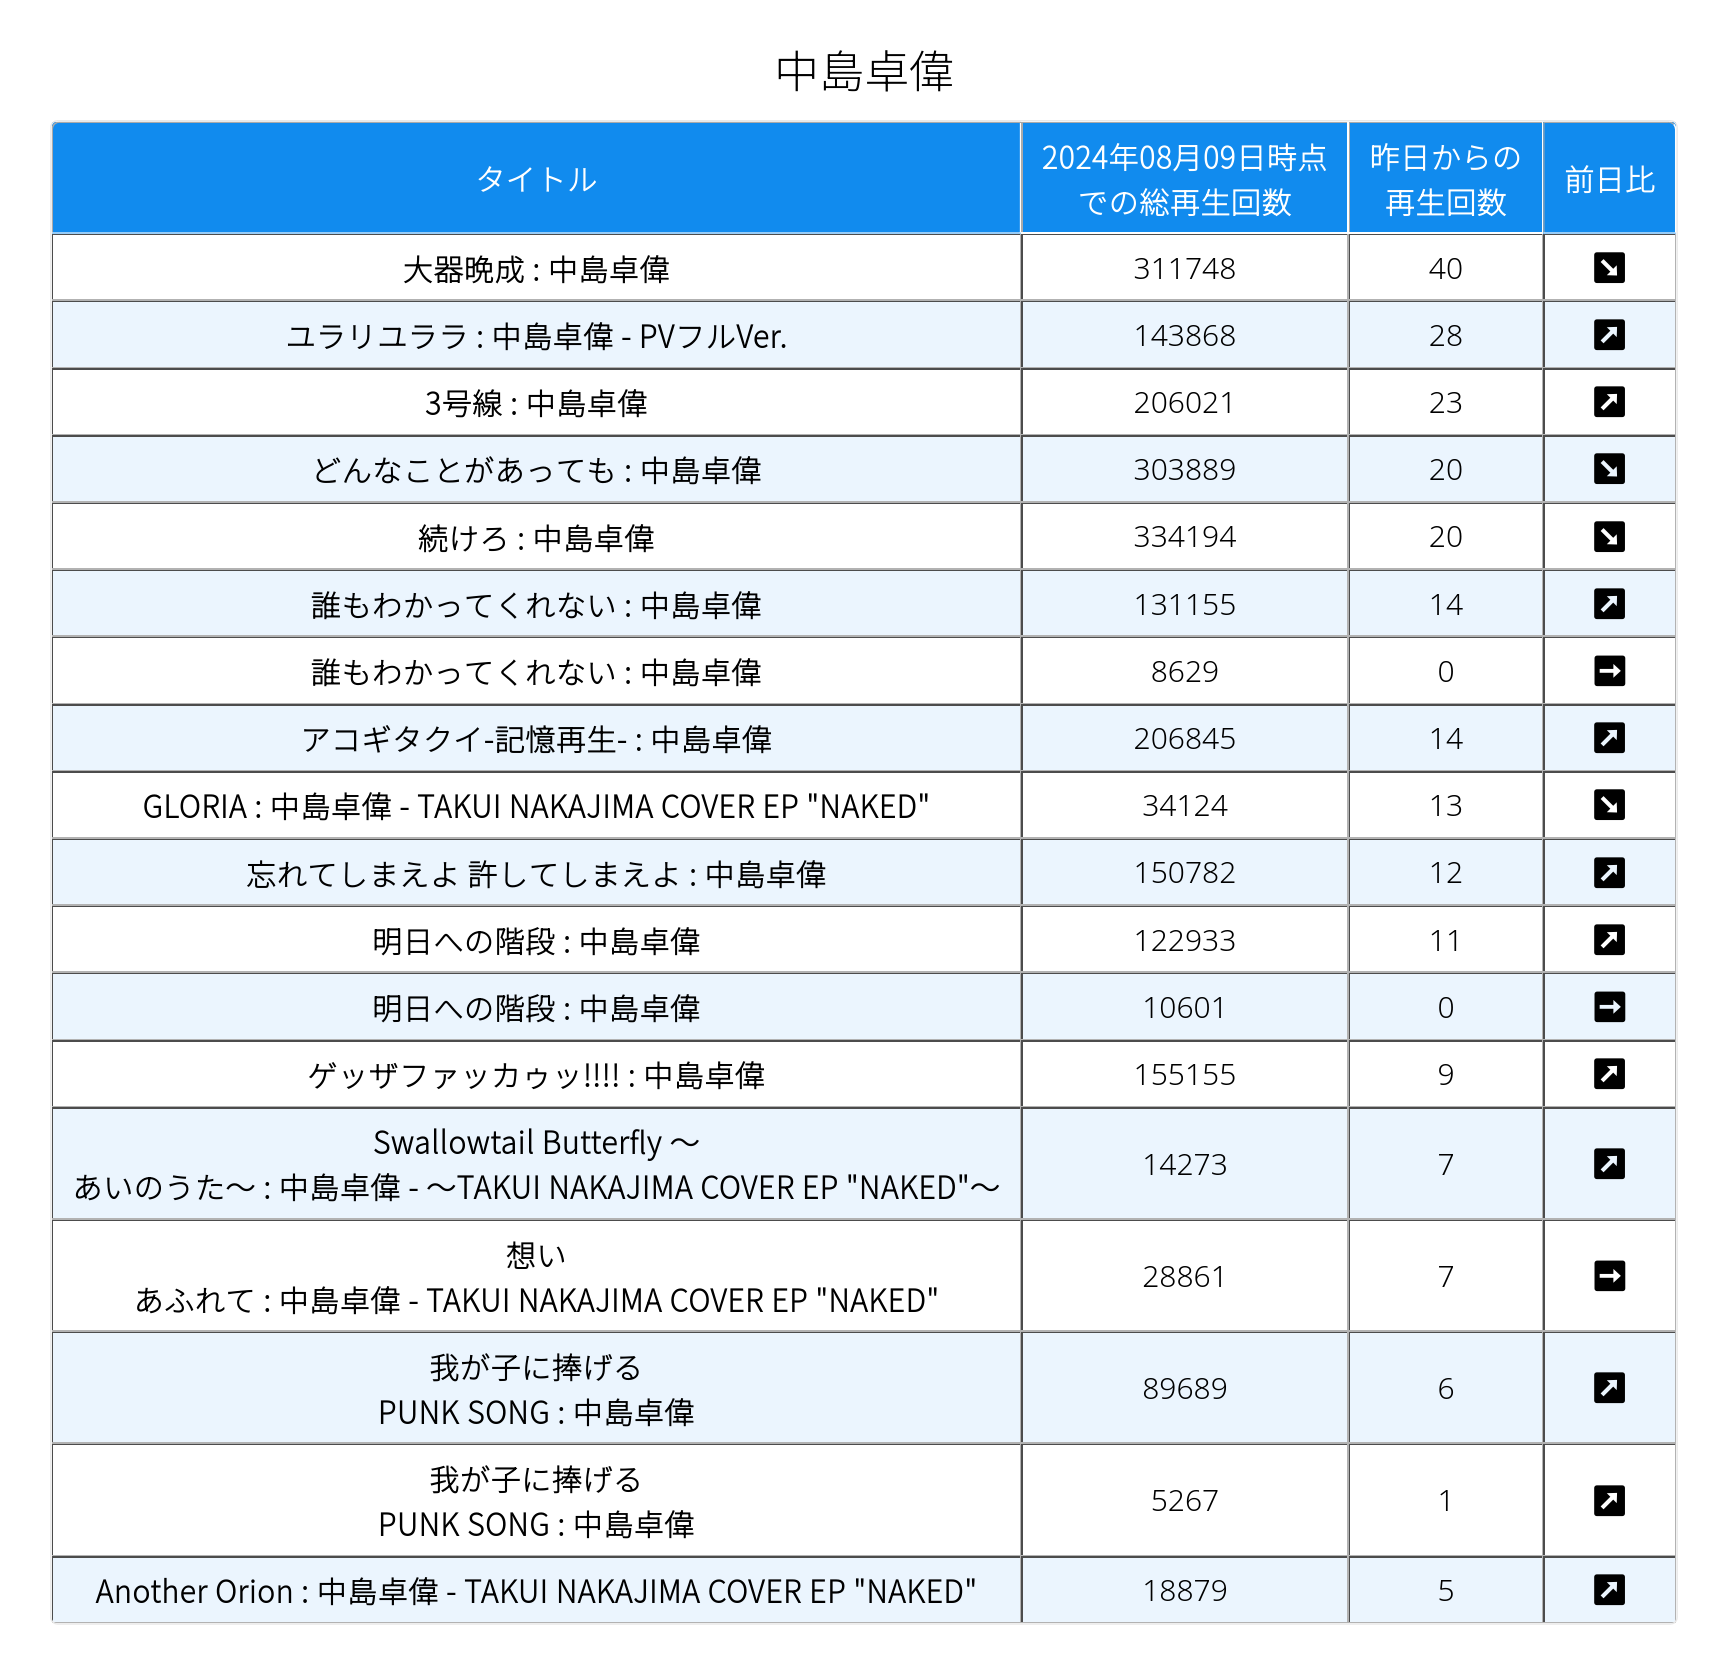 中島卓偉
タイトル
2024年08月09日時点
での総再生回数
昨日からの
再生回数
前日比
大器晩成 : 中島卓偉 311748 40 ↘
ユラリユララ : 中島卓偉 - PVフルVer. 143868 28 ↗
3号線 : 中島卓偉 206021 23 ↗
どんなことがあっても : 中島卓偉 303889 20 ↘
続けろ : 中島卓偉 334194 20 ↘
誰もわかってくれない : 中島卓偉 131155 14 ↗
誰もわかってくれない : 中島卓偉 8629 0 →
アコギタクイ-記憶再生- : 中島卓偉 206845 14 ↗
GLORIA : 中島卓偉 - TAKUI NAKAJIMA COVER EP "NAKED" 34124 13 ↘
忘れてしまえよ 許してしまえよ : 中島卓偉 150782 12 ↗
明日への階段 : 中島卓偉 122933 11 ↗
明日への階段 : 中島卓偉 10601 0 →
ゲッザファッカゥッ!!!! : 中島卓偉 155155 9 ↗
Swallowtail Butterfly ～
あいのうた～ : 中島卓偉 - ～TAKUI NAKAJIMA COVER EP "NAKED"～ 14273 7 ↗
想い
あふれて : 中島卓偉 - TAKUI NAKAJIMA COVER EP "NAKED" 28861 7 →
我が子に捧げる
PUNK SONG : 中島卓偉 89689 6 ↗
我が子に捧げる
PUNK SONG : 中島卓偉 5267 1 ↗
Another Orion : 中島卓偉 - TAKUI NAKAJIMA COVER EP "NAKED" 18879 5 ↗